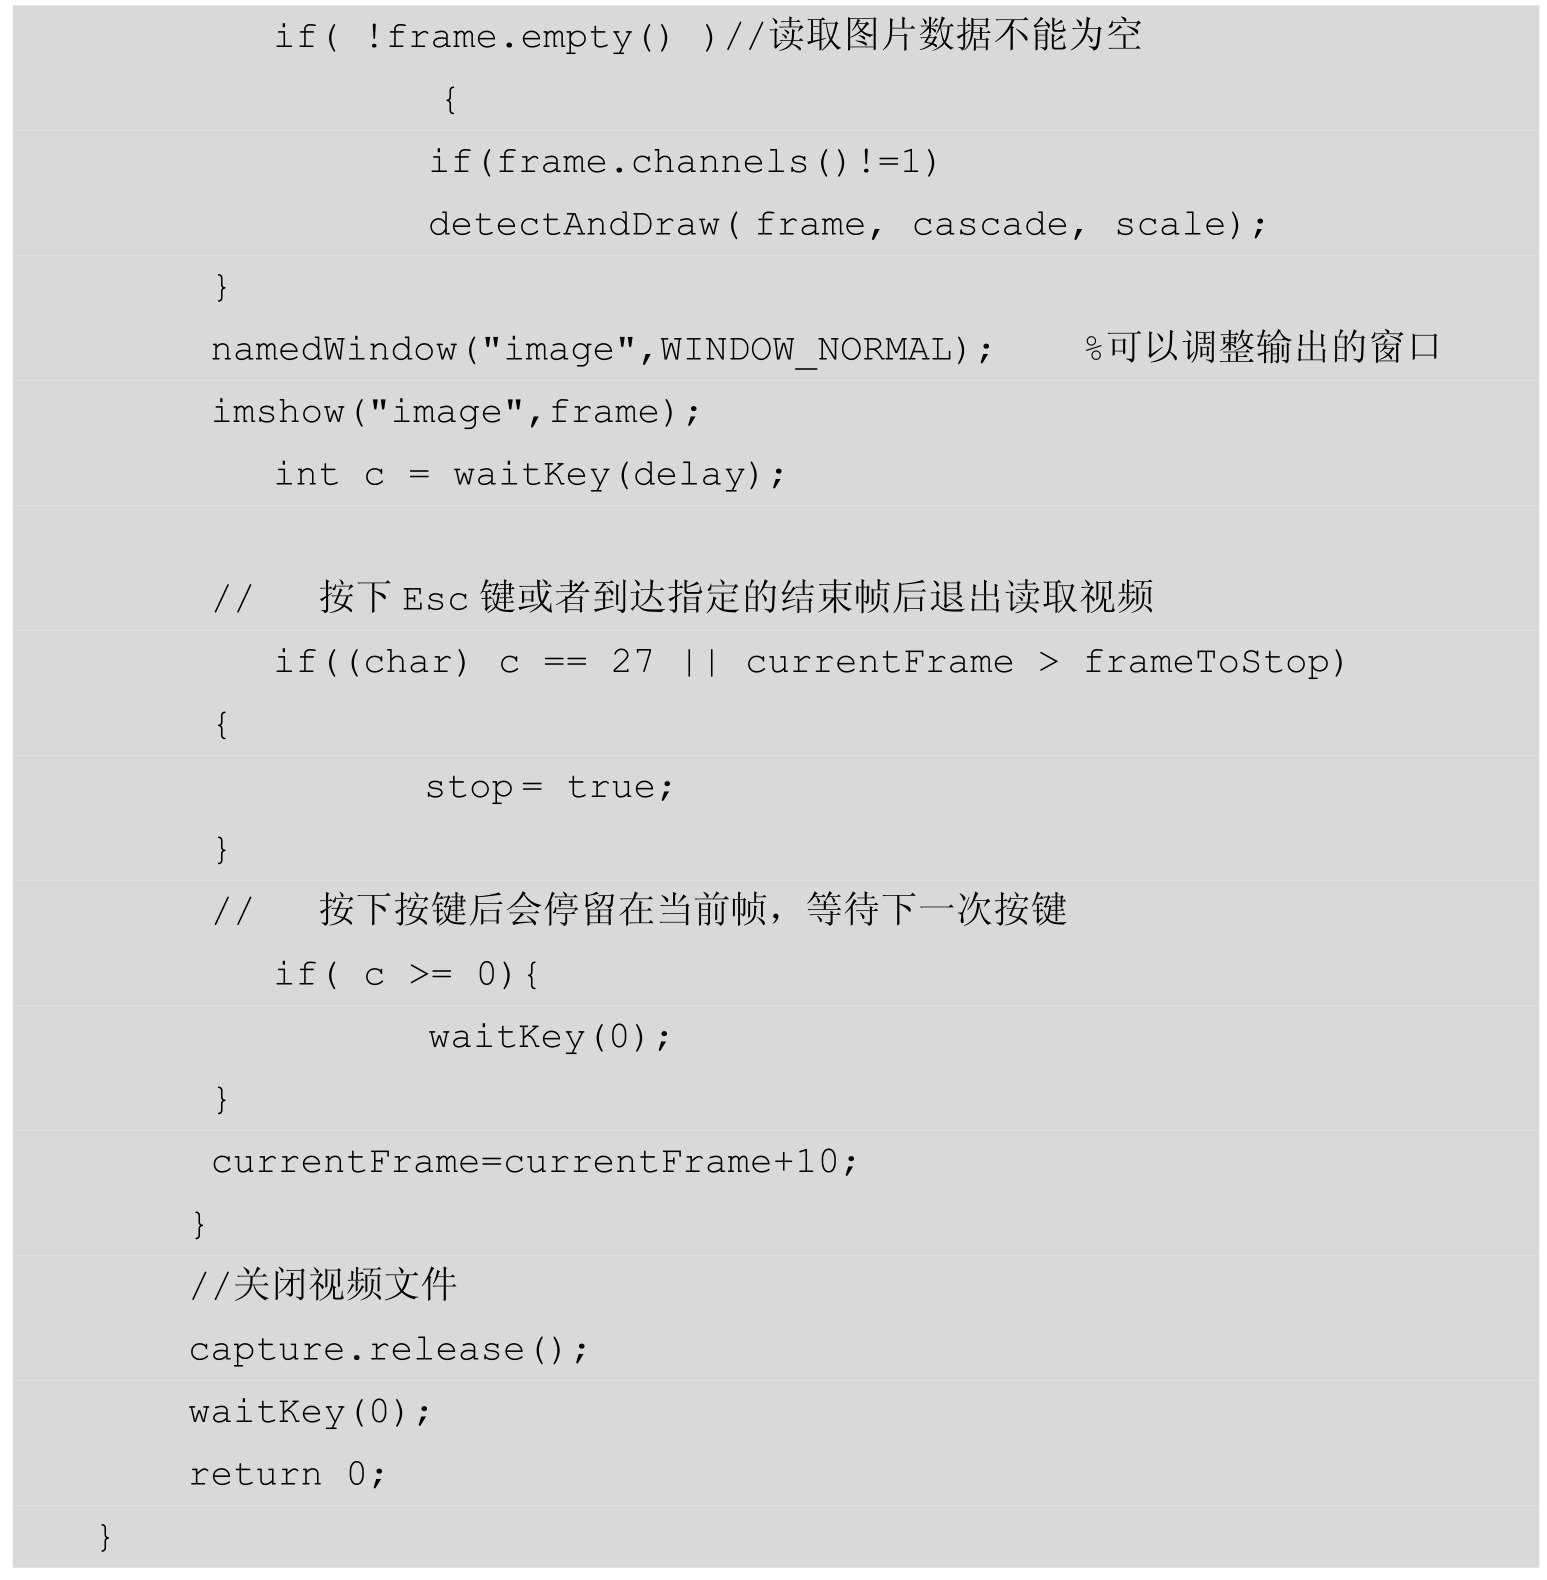 if( !frame.empty() )//读取图片数据不能为空
{
if(frame.channels()!=1)
detectAndDraw( frame, cascade, scale);
}
namedWindow("image",WINDOW_NORMAL);    %可以调整输出的窗口
imshow("image",frame);
int c = waitKey(delay);
//   按下 Esc 键或者到达指定的结束帧后退出读取视频
if((char) c == 27 || currentFrame > frameToStop)
{
stop = true;
}
//   按下按键后会停留在当前帧，等待下一次按键
if( c >= 0){
waitKey(0);
}
currentFrame=currentFrame+10;
}
//关闭视频文件
capture.release();
waitKey(0);
return 0;
}